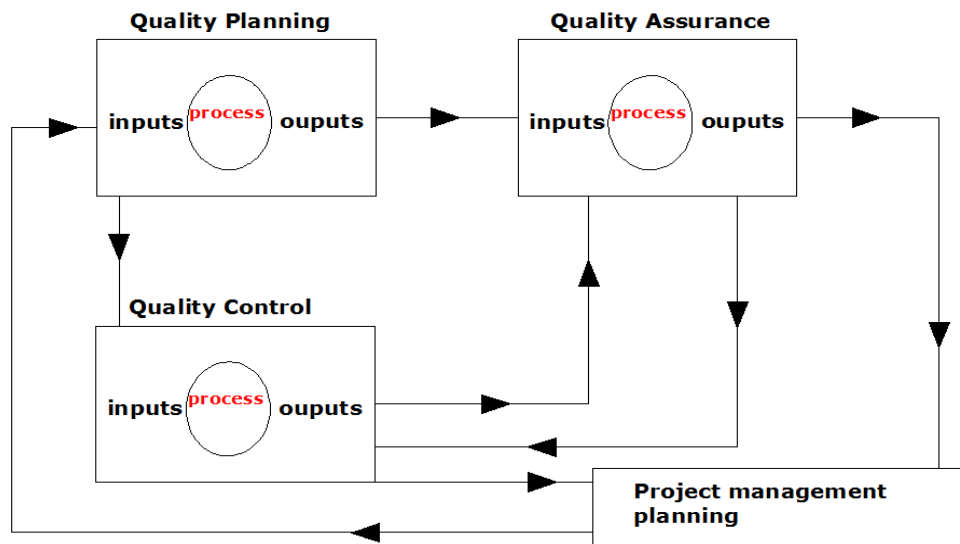 Quality Planning
inputs process ouputs
Quality Assurance
inputs process ouputs
Quality Control
inputs process ouputs
Project management
planning